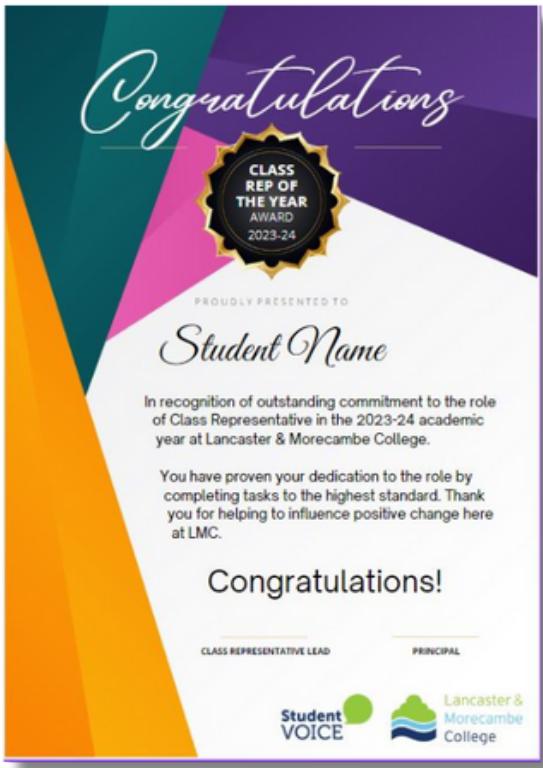 Congratulations
CLASS
REP OF
THE YEAR
AWARD
2023-24
PROUDLY PRESENTED TO
Student Name
In recognition of outstanding commitment to the role
of Class Representative in the 2023-24 academic
year at Lancaster & Morecambe College.
You have proven your dedication to the role by
completing tasks to the highest standard. Thank
you for helping to influence positive change here
at LMC.
Congratulations!
CLASS REPRESENTATIVE LEAD
PRINCIPAL
Student
VOICE
Lancaster &
Morecambe
College